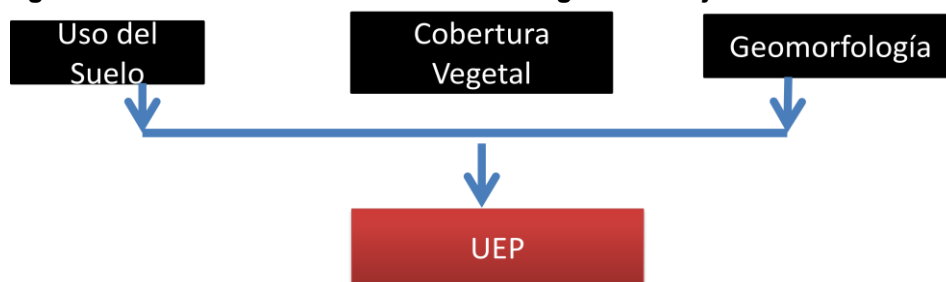 Uso del
Suelo
Cobertura
Vegetal
Geomorfología
UEP